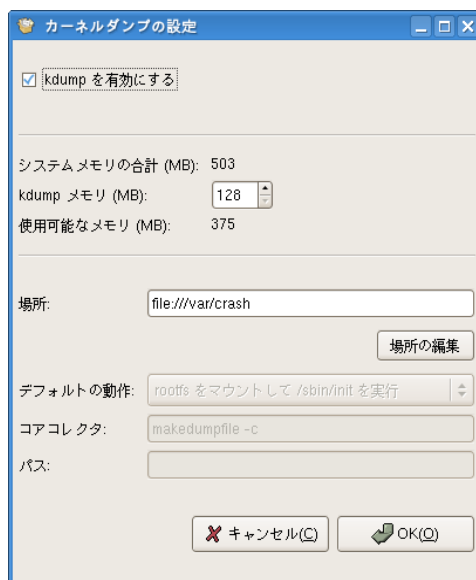 カーネルダンプの設定
kdump を有効にする
システムメモリの合計 (MB): 503
kdump メモリ (MB): 128
使用可能なメモリ (MB): 375
場所: file:///var/crash
場所の編集
デフォルトの動作: rootfs をマウントして /sbin/init を実行
コアコレクタ: makedumpfile -c
パス:
キャンセル(C) OK(O)